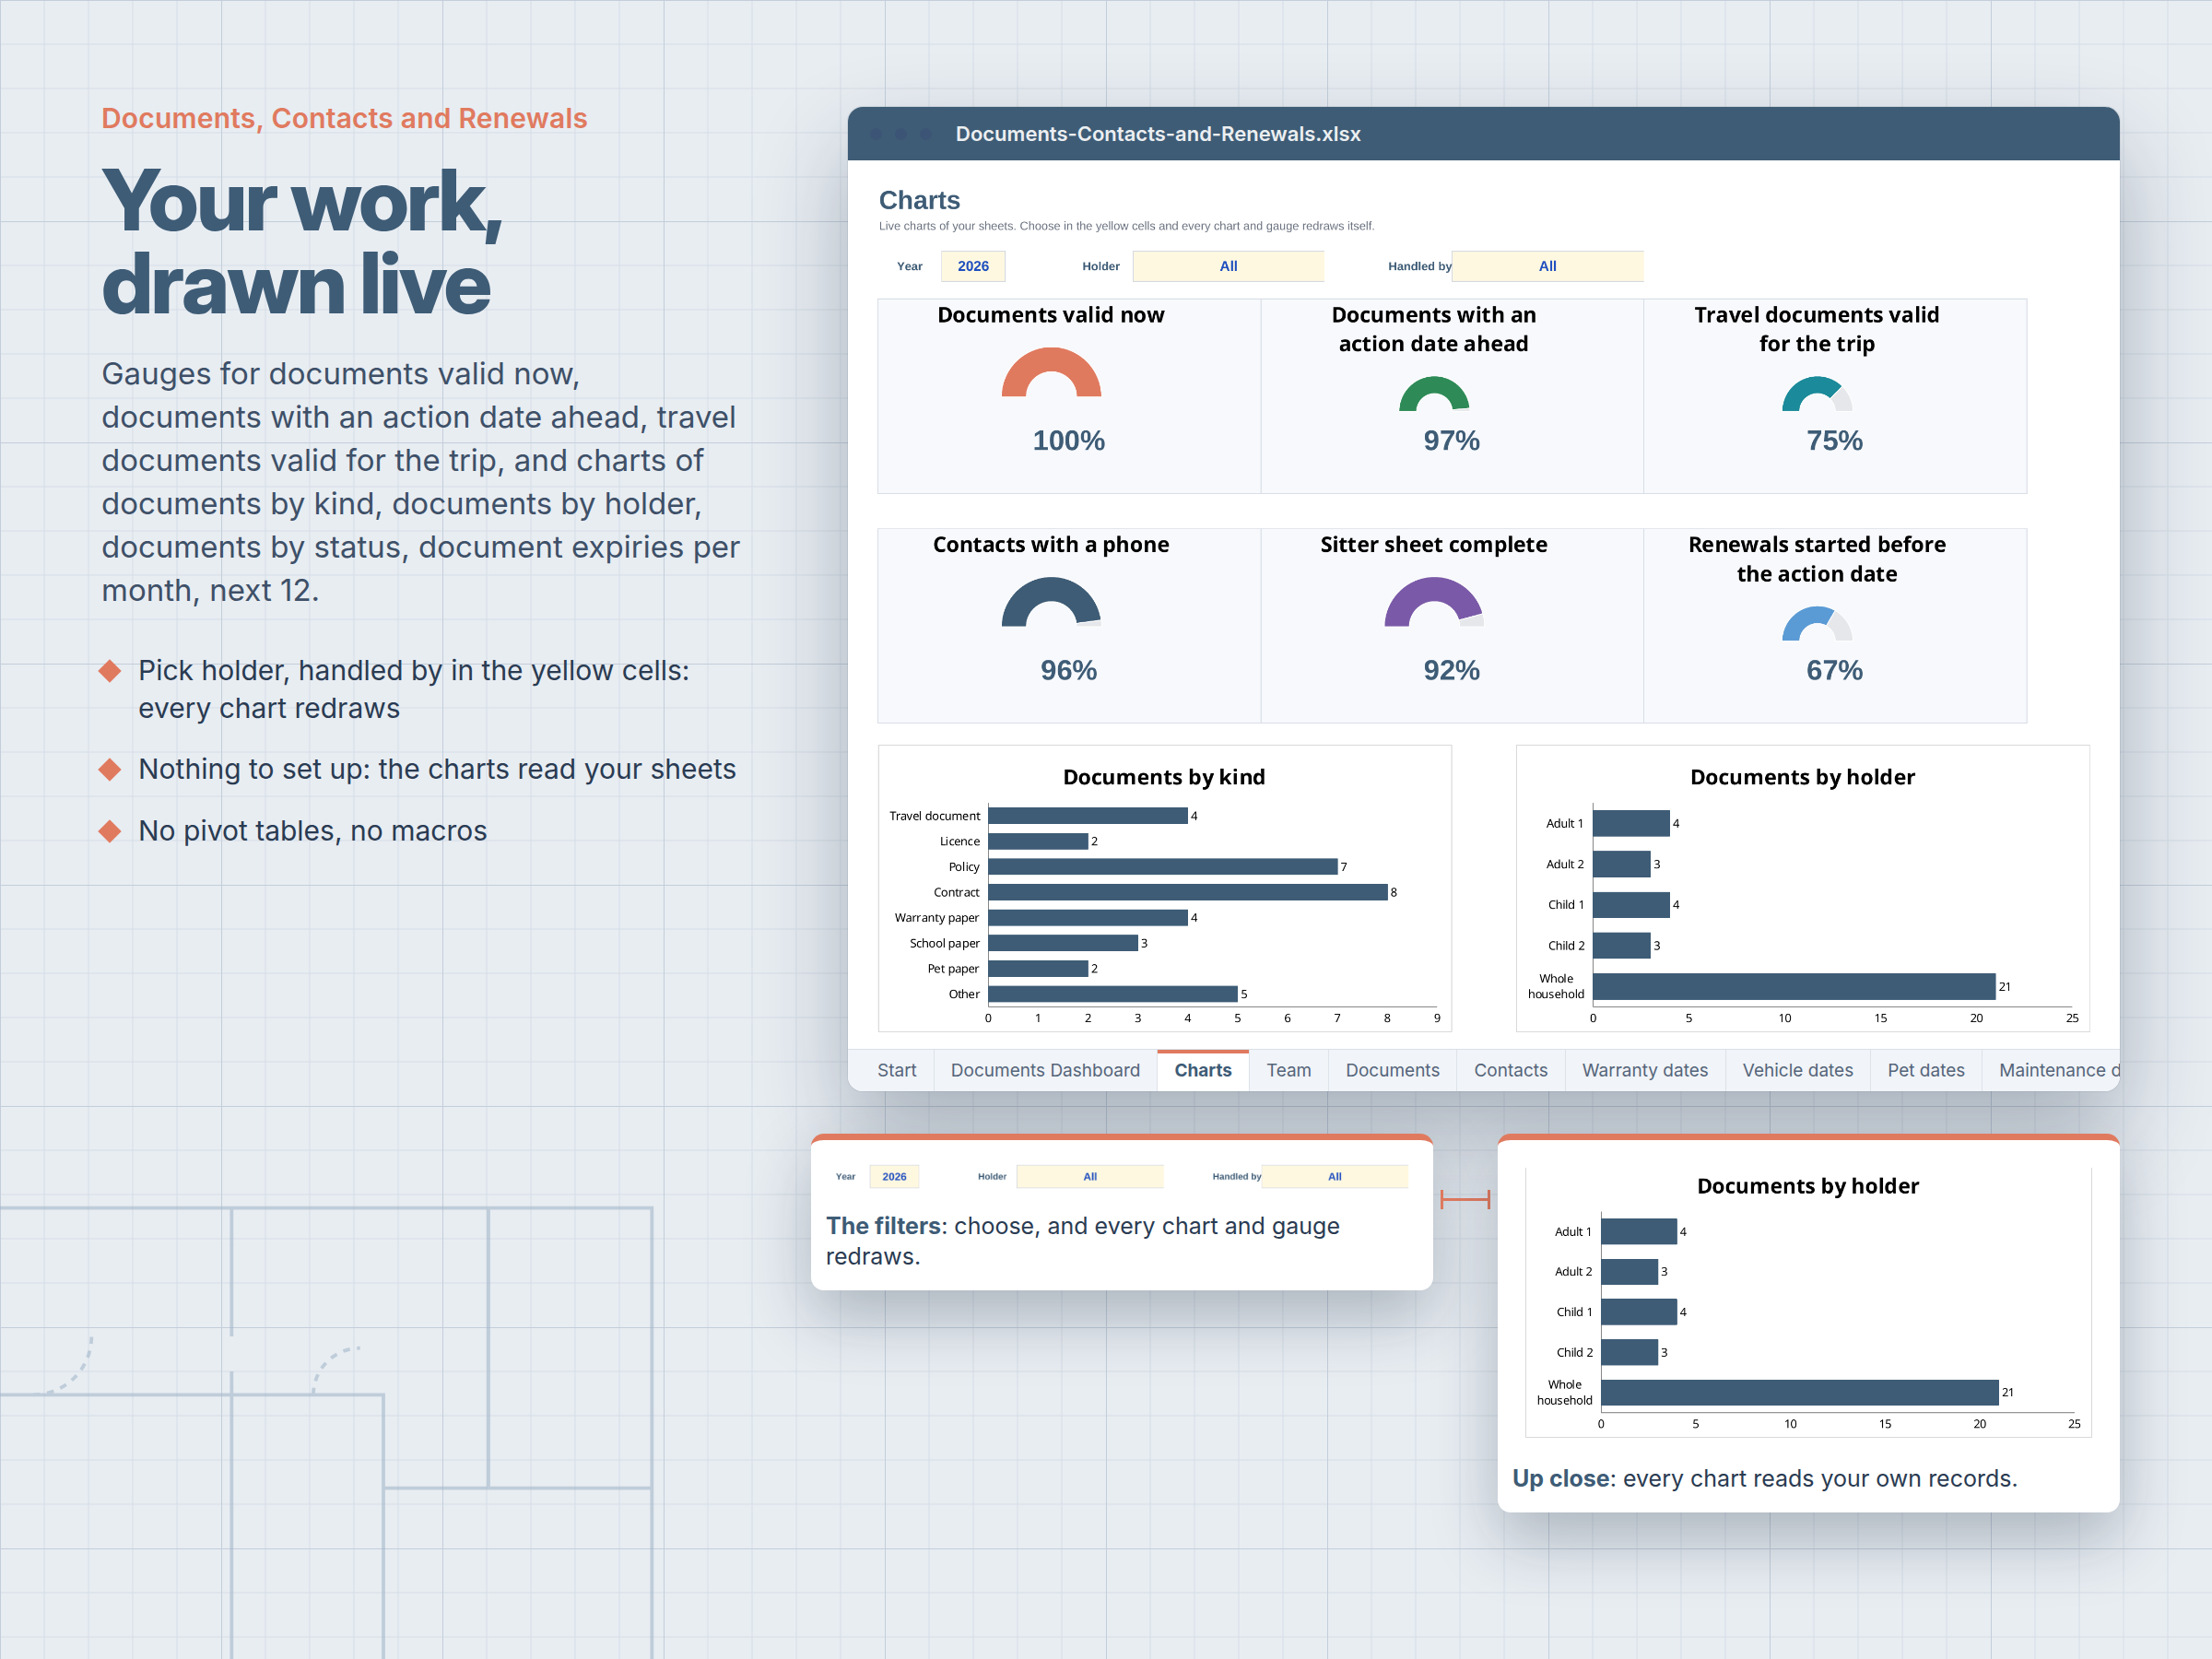 Documents, Contacts and Renewals
Your work,
drawn live
Gauges for documents valid now,
documents with an action date ahead, travel
documents valid for the trip, and charts of
documents by kind, documents by holder,
documents by status, document expiries per
month, next 12.
Pick holder, handled by in the yellow cells:
every chart redraws
Nothing to set up: the charts read your sheets
No pivot tables, no macros
Documents-Contacts-and-Renewals.xlsx
Charts
Live charts of your sheets. Choose in the yellow cells and every chart and gauge redraws itself.
Year 2026 Holder All Handled by All
Documents valid now
100%
Documents with an
action date ahead
97%
Travel documents valid
for the trip
75%
Contacts with a phone
96%
Sitter sheet complete
92%
Renewals started before
the action date
67%
Documents by kind
Travel document 4
Licence 2
Policy 7
Contract 8
Warranty paper 4
School paper 3
Pet paper 2
Other 5
0 1 2 3 4 5 6 7 8 9
Documents by holder
Adult 1 4
Adult 2 3
Child 1 4
Child 2 3
Whole
household 21
0 5 10 15 20 25
Start Documents Dashboard Charts Team Documents Contacts Warranty dates Vehicle dates Pet dates Maintenance d
Year 2026 Holder All Handled by All
The filters: choose, and every chart and gauge
redraws.
Documents by holder
Adult 1 4
Adult 2 3
Child 1 4
Child 2 3
Whole
household 21
0 5 10 15 20 25
Up close: every chart reads your own records.